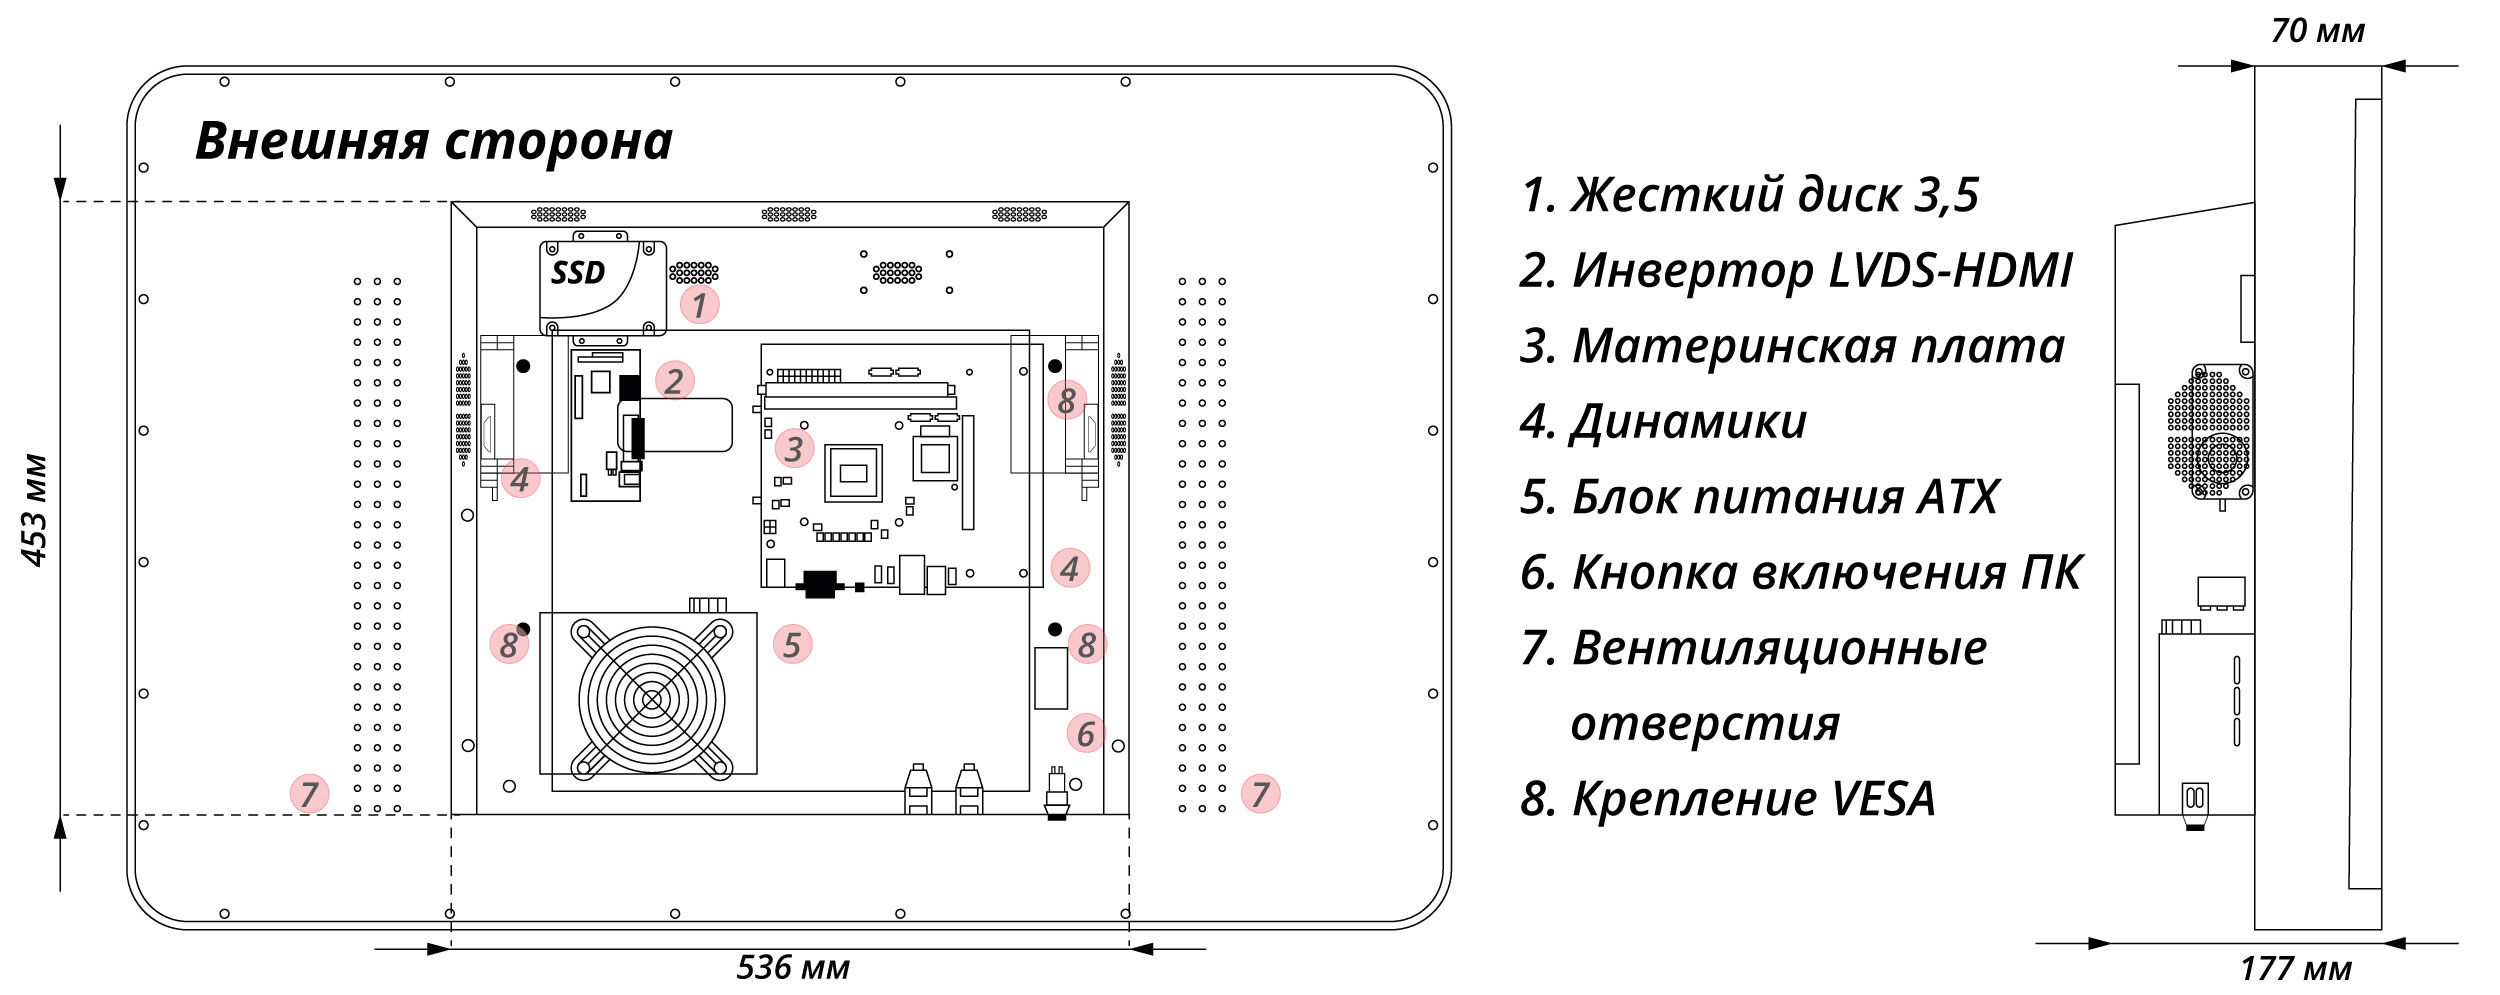 70 мм
Внешняя сторона
1. Жесткий диск 3,5
2. Инвертор LVDS-HDMI
3. Материнская плата
4. Динамики
5. Блок питания ATX
6. Кнопка включения ПК
7. Вентиляционные
отверстия
8. Крепление VESA
SSD
1
2
8
3
4
453 мм
4
8
5
8
6
7
7
536 мм
177 мм